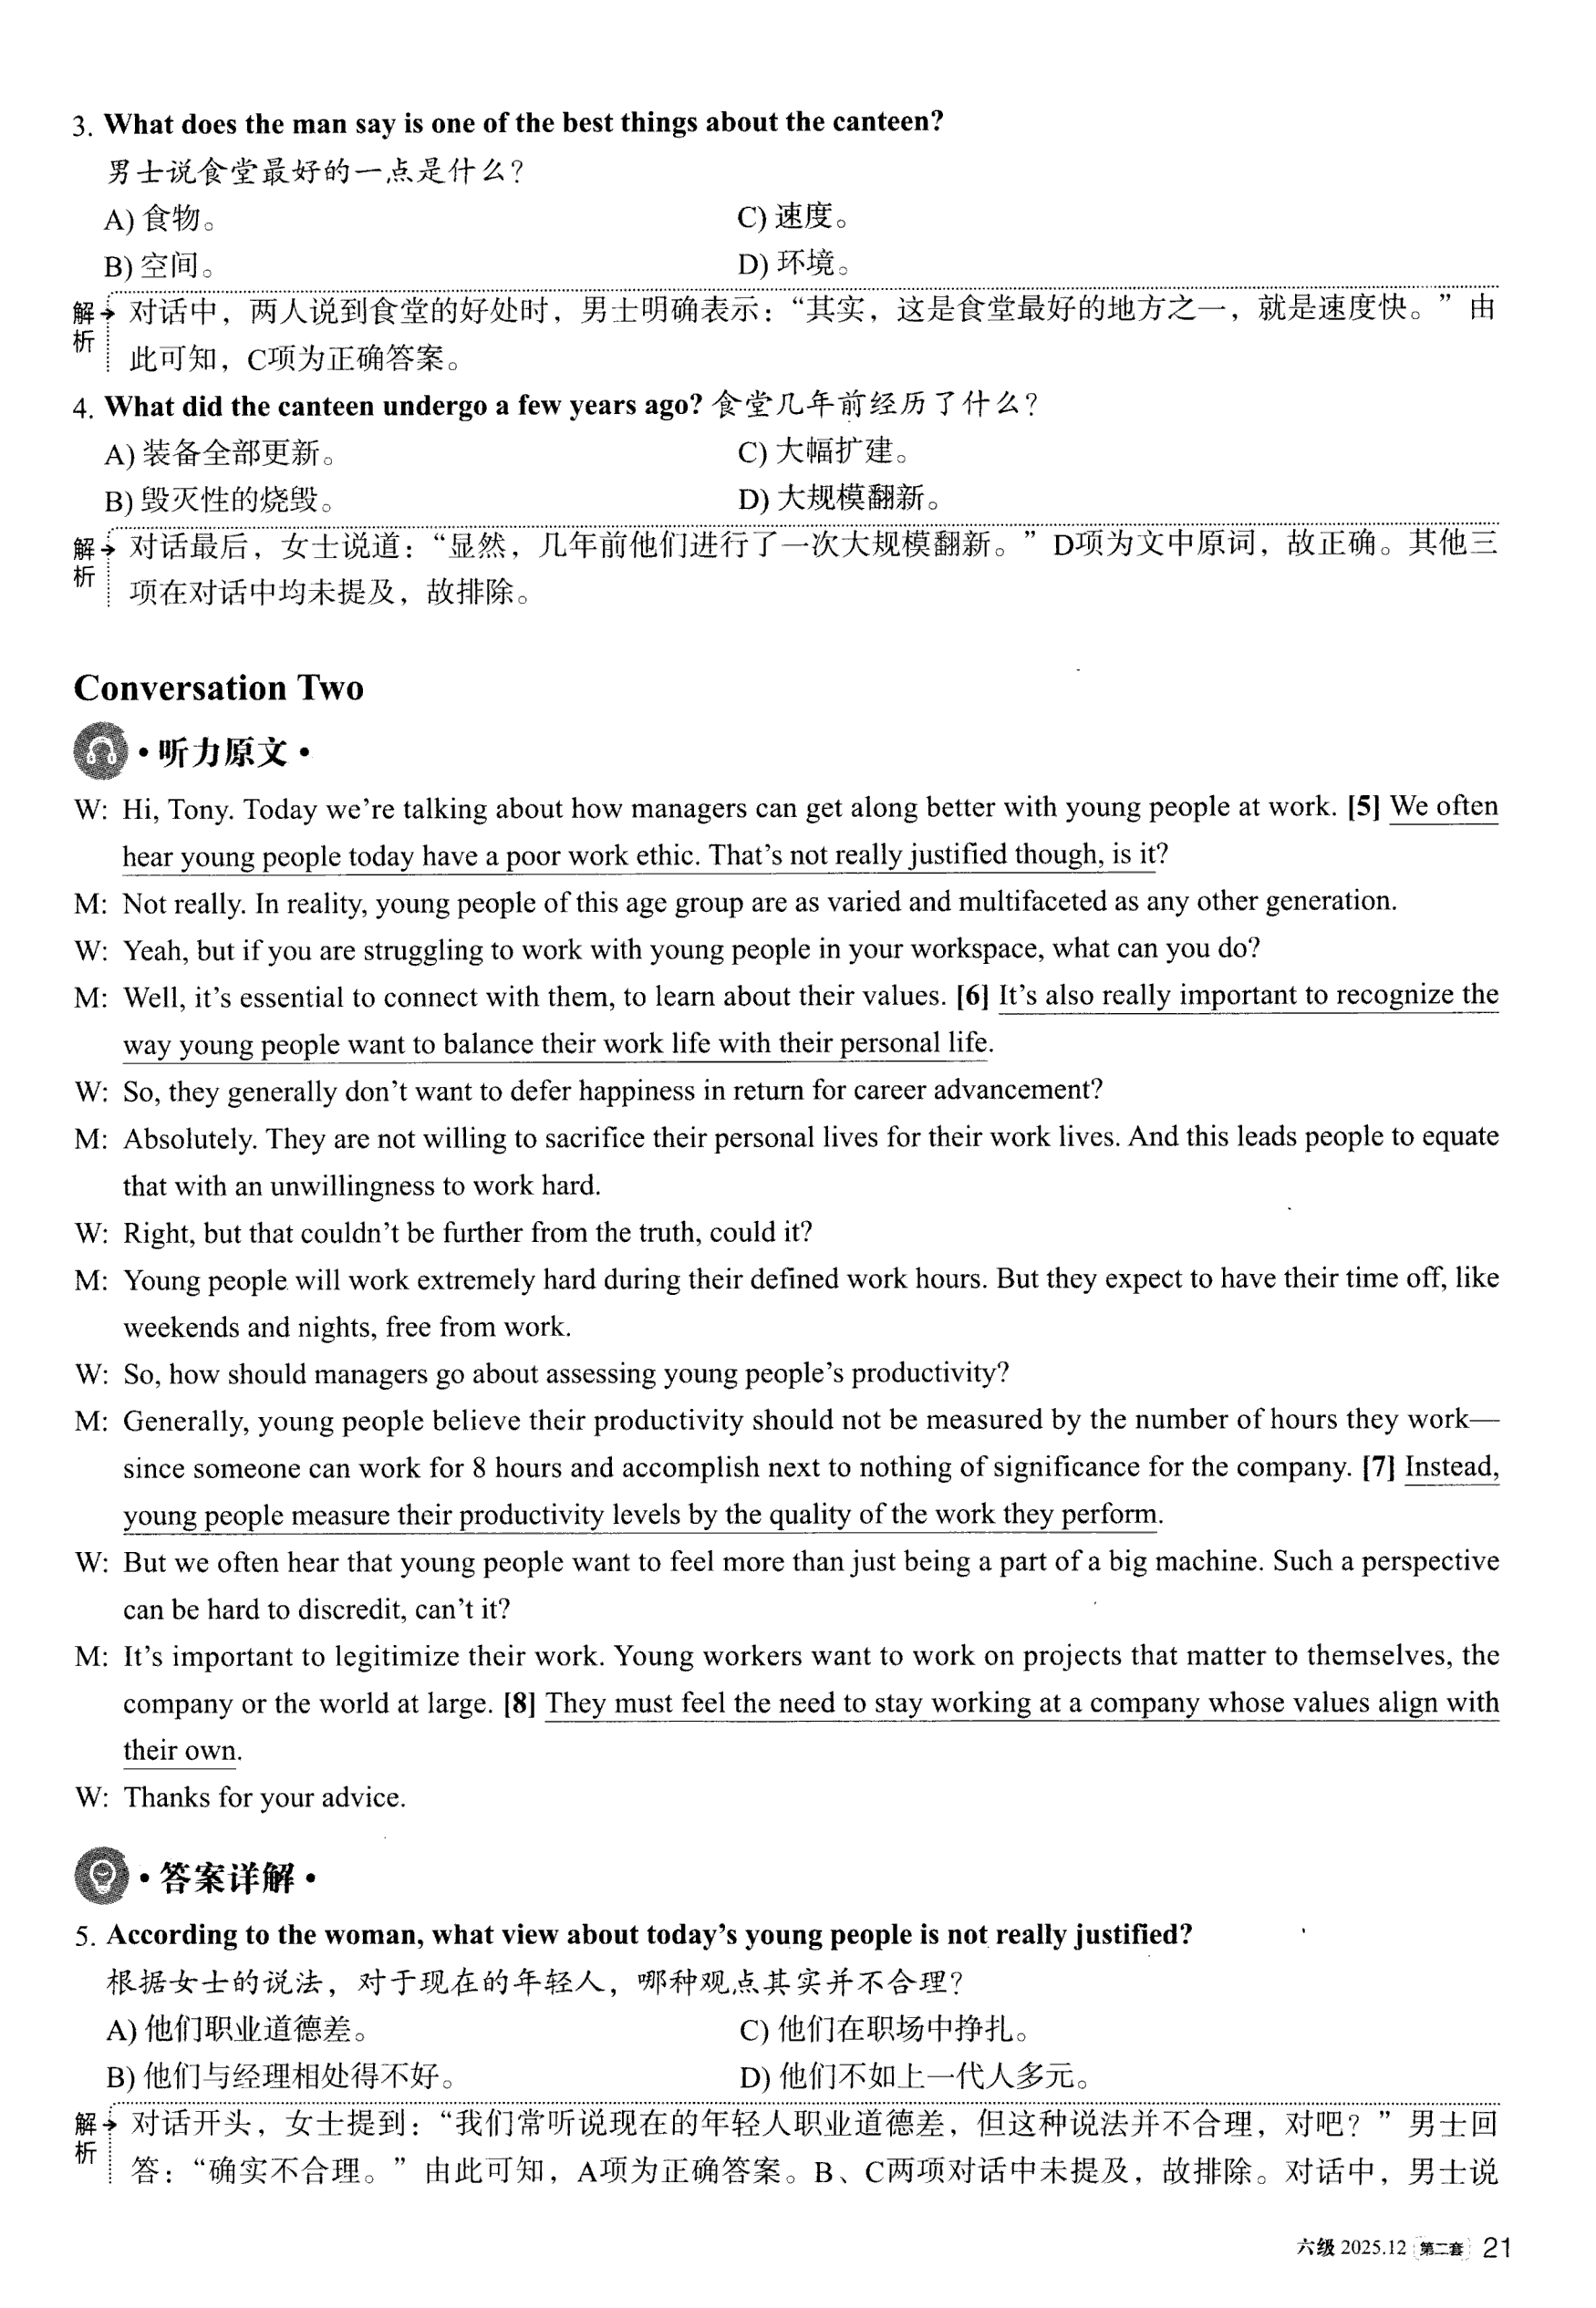 3. What does the man say is one of the best things about the canteen?
男士说食堂最好的一点是什么？
A) 食物。 C) 速度。
B) 空间。 D) 环境。
解析 对话中，两人说到食堂的好处时，男士明确表示：“其实，这是食堂最好的地方之一，就是速度快。”由
此可知，C项为正确答案。
4. What did the canteen undergo a few years ago? 食堂几年前经历了什么？
A) 装备全部更新。 C) 大幅扩建。
B) 毁灭性的烧毁。 D) 大规模翻新。
解析 对话最后，女士说道：“显然，几年前他们进行了一次大规模翻新。”D项为文中原词，故正确。其他三
项在对话中均未提及，故排除。
Conversation Two
·听力原文·
W: Hi, Tony. Today we’re talking about how managers can get along better with young people at work. [5] We often
hear young people today have a poor work ethic. That’s not really justified though, is it?
M: Not really. In reality, young people of this age group are as varied and multifaceted as any other generation.
W: Yeah, but if you are struggling to work with young people in your workspace, what can you do?
M: Well, it’s essential to connect with them, to learn about their values. [6] It’s also really important to recognize the
way young people want to balance their work life with their personal life.
W: So, they generally don’t want to defer happiness in return for career advancement?
M: Absolutely. They are not willing to sacrifice their personal lives for their work lives. And this leads people to equate
that with an unwillingness to work hard.
W: Right, but that couldn’t be further from the truth, could it?
M: Young people will work extremely hard during their defined work hours. But they expect to have their time off, like
weekends and nights, free from work.
W: So, how should managers go about assessing young people’s productivity?
M: Generally, young people believe their productivity should not be measured by the number of hours they work—
since someone can work for 8 hours and accomplish next to nothing of significance for the company. [7] Instead,
young people measure their productivity levels by the quality of the work they perform.
W: But we often hear that young people want to feel more than just being a part of a big machine. Such a perspective
can be hard to discredit, can’t it?
M: It’s important to legitimize their work. Young workers want to work on projects that matter to themselves, the
company or the world at large. [8] They must feel the need to stay working at a company whose values align with
their own.
W: Thanks for your advice.
·答案详解·
5. According to the woman, what view about today’s young people is not really justified?
根据女士的说法，对于现在的年轻人，哪种观点其实并不合理？
A) 他们职业道德差。 C) 他们在职场中挣扎。
B) 他们与经理相处得不好。 D) 他们不如上一代人多元。
解析 对话开头，女士提到：“我们常听说现在的年轻人职业道德差，但这种说法并不合理，对吧？”男士回
答：“确实不合理。”由此可知，A项为正确答案。B、C两项对话中未提及，故排除。对话中，男士说
六级 2025.12 第二套 21